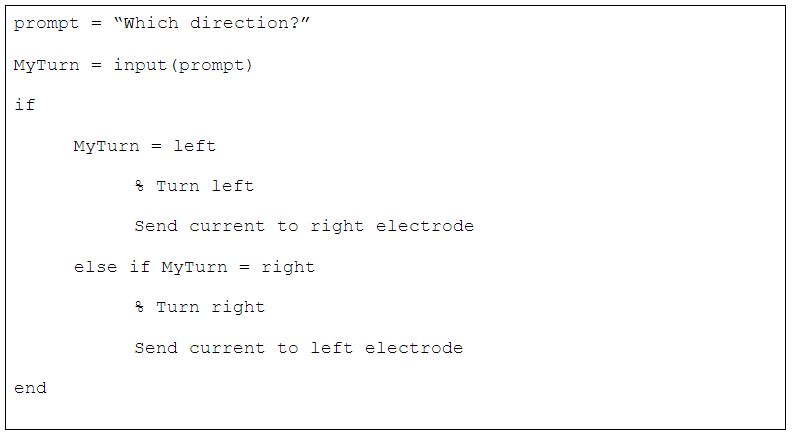 prompt = “Which direction?”
MyTurn = input(prompt)
if
MyTurn = left
% Turn left
Send current to right electrode
else if MyTurn = right
% Turn right
Send current to left electrode
end